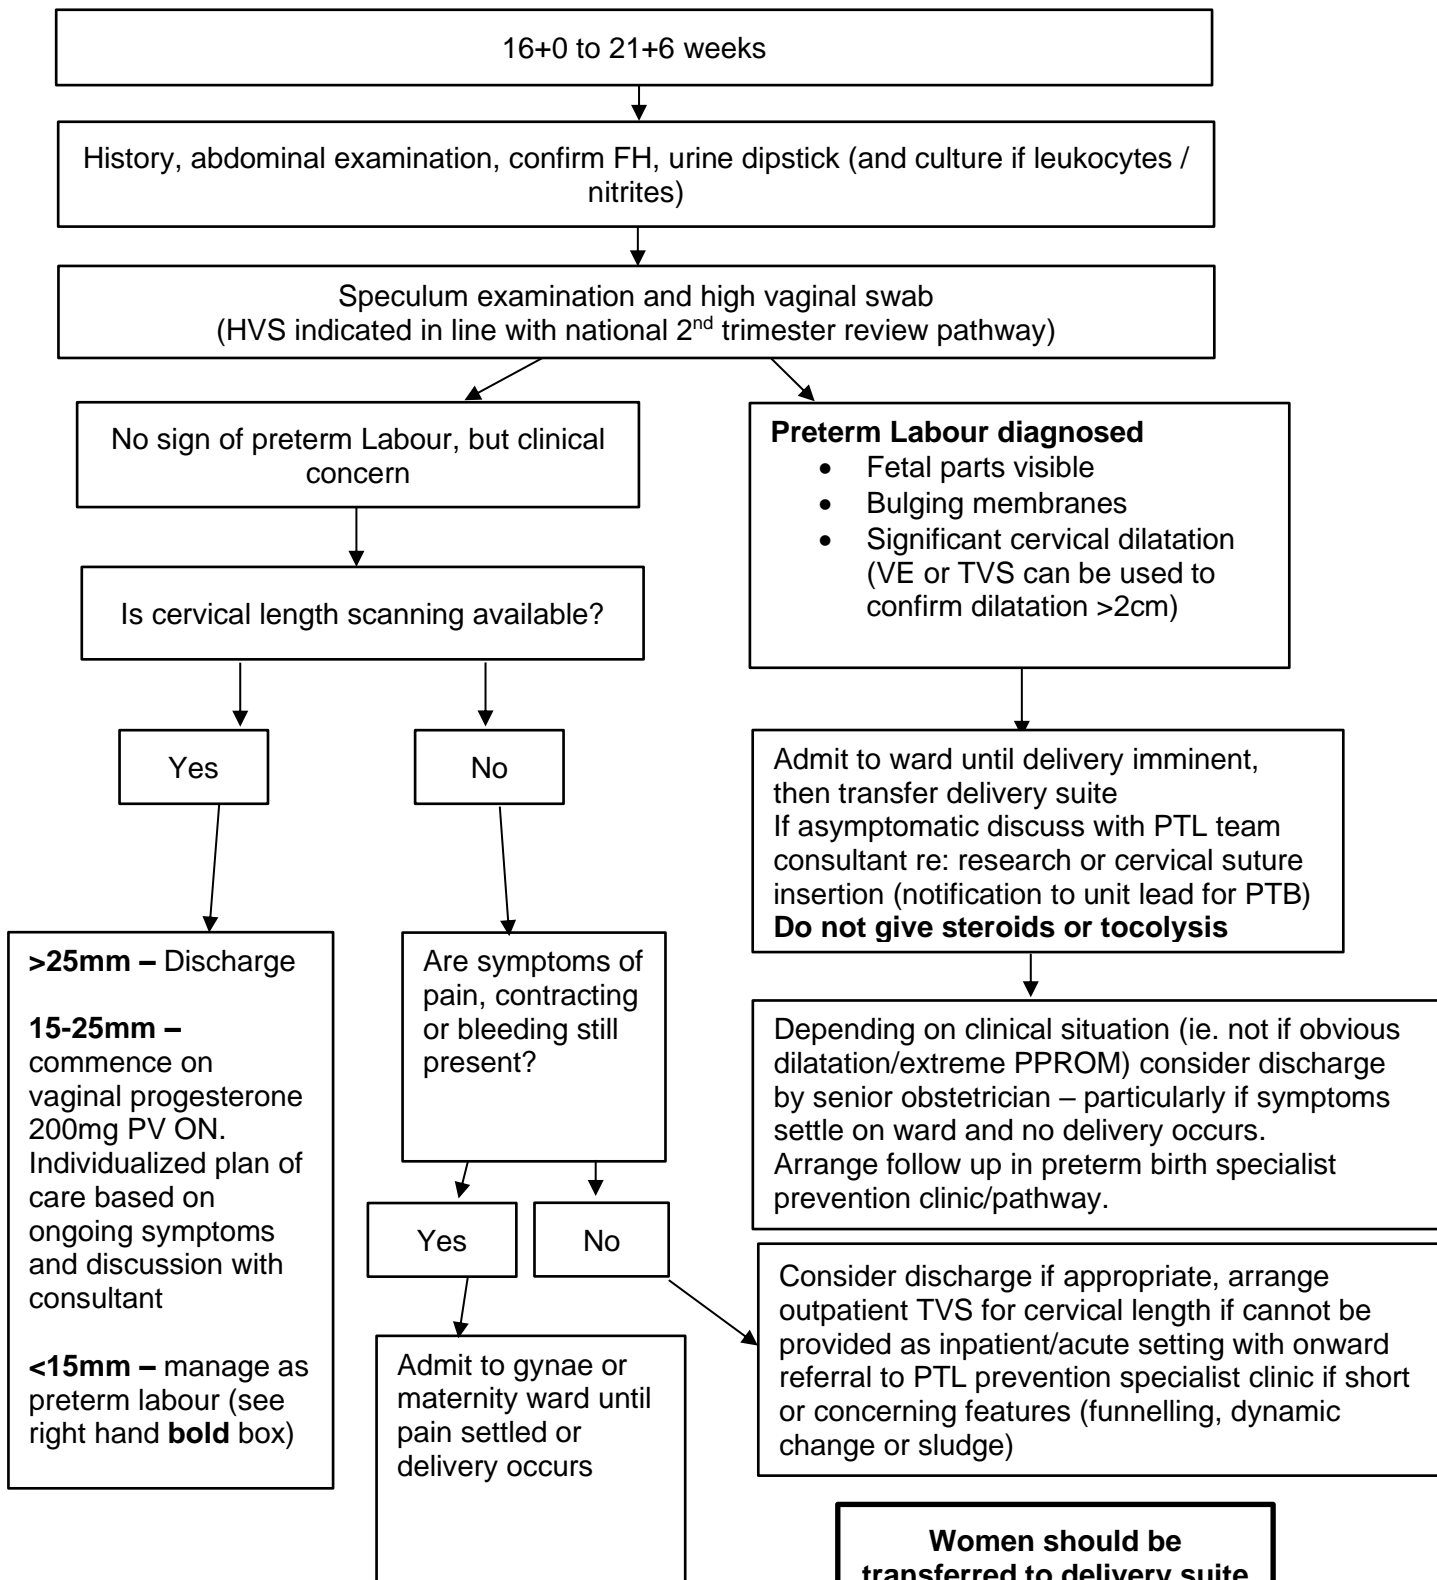 16+0 to 21+6 weeks
History, abdominal examination, confirm FH, urine dipstick (and culture if leukocytes /
nitrites)
Speculum examination and high vaginal swab
(HVS indicated in line with national 2nd trimester review pathway)
No sign of preterm Labour, but clinical
concern
Preterm Labour diagnosed
• Fetal parts visible
• Bulging membranes
• Significant cervical dilatation
(VE or TVS can be used to
confirm dilatation >2cm)
Is cervical length scanning available?
Yes
No
Admit to ward until delivery imminent,
then transfer delivery suite
If asymptomatic discuss with PTL team
consultant re: research or cervical suture
insertion (notification to unit lead for PTB)
Do not give steroids or tocolysis
>25mm – Discharge
15-25mm –
commence on
vaginal progesterone
200mg PV ON.
Individualized plan of
care based on
ongoing symptoms
and discussion with
consultant
<15mm – manage as
preterm labour (see
right hand bold box)
Are symptoms of
pain, contracting
or bleeding still
present?
Depending on clinical situation (ie. not if obvious
dilatation/extreme PPROM) consider discharge
by senior obstetrician – particularly if symptoms
settle on ward and no delivery occurs.
Arrange follow up in preterm birth specialist
prevention clinic/pathway.
Yes
No
Consider discharge if appropriate, arrange
outpatient TVS for cervical length if cannot be
provided as inpatient/acute setting with onward
referral to PTL prevention specialist clinic if short
or concerning features (funnelling, dynamic
change or sludge)
Admit to gynae or
maternity ward until
pain settled or
delivery occurs
Women should be
transferred to delivery suite